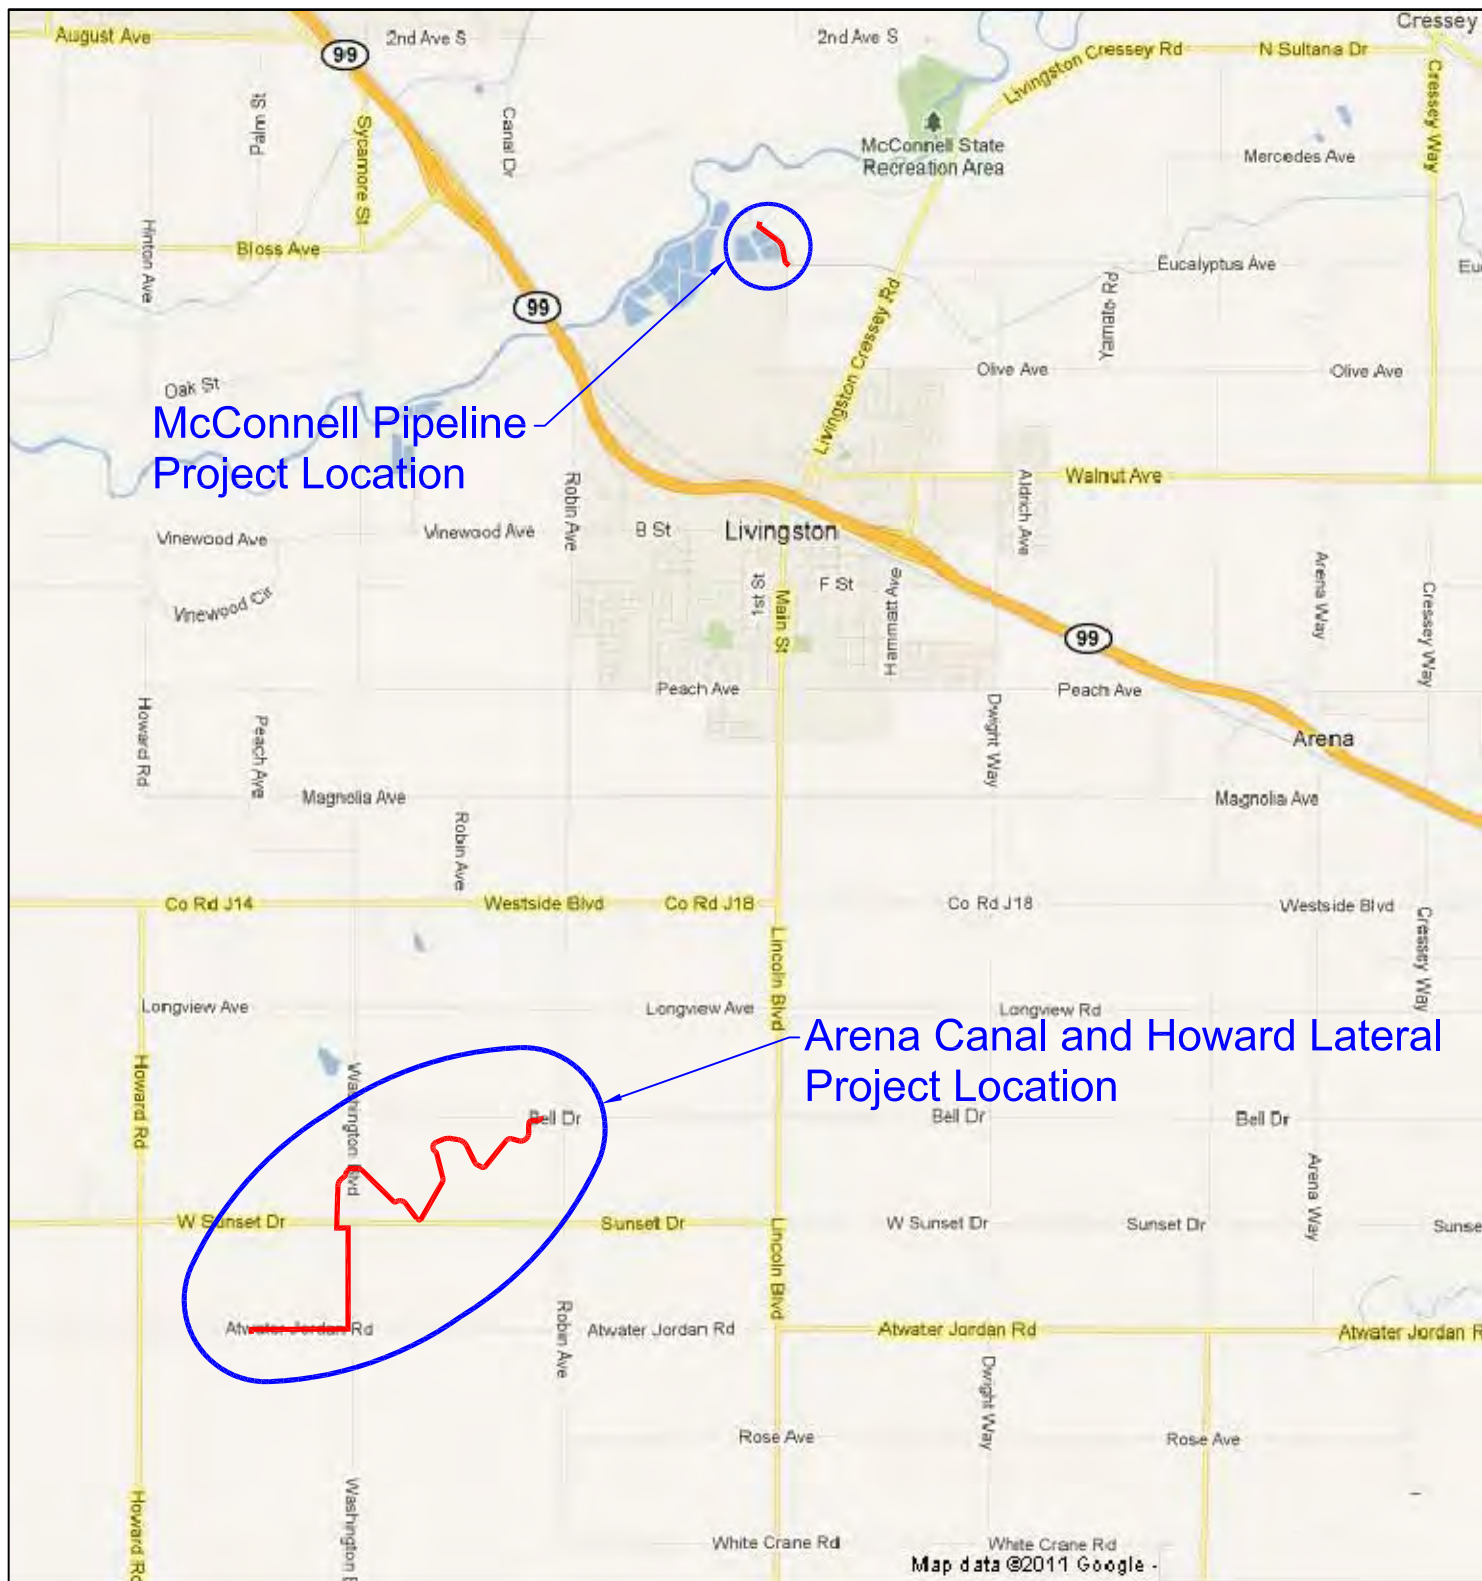 Cressey
August Ave
2nd Ave S
2nd Ave S
99
Livingston Cressey Rd
N Sultana Dr
Cressey Way
Palm St
Sycamore St
Canal Dr
McConnell State
Recreation Area
Mercedes Ave
Hinton Ave
Bloss Ave
Eucalyptus Ave
Eu
99
Yamato Rd
Livingston Cressey Rd
Oak St
Olive Ave
Olive Ave
McConnell Pipeline
Project Location
Robin Ave
Walnut Ave
Aldrich Ave
Vinewood Ave
Vinewood Ave
B St
Livingston
Vinewood Cir
1st St
F St
Main St
Hammatt Ave
Arena Way
Cressey Way
99
Peach Ave
Peach Ave
Howard Rd
Peach Ave
Dwight Way
Arena
Magnolia Ave
Magnolia Ave
Robin Ave
Co Rd J14
Westside Blvd
Co Rd J18
Co Rd J18
Westside Blvd
Cressey Way
Lincoln Blvd
Longview Ave
Longview Ave
Longview Rd
Arena Canal and Howard Lateral
Project Location
Howard Rd
Washington Blvd
Bell Dr
Bell Dr
Bell Dr
Arena Way
W Sunset Dr
Sunset Dr
W Sunset Dr
Sunset Dr
Sunse
Lincoln Blvd
Atwater Jordan Rd
Robin Ave
Atwater Jordan Rd
Atwater Jordan Rd
Atwater Jordan R
Dwight Way
Rose Ave
Rose Ave
Howard Rd
Washington B
White Crane Rd
White Crane Rd
Map data ©2011 Google -